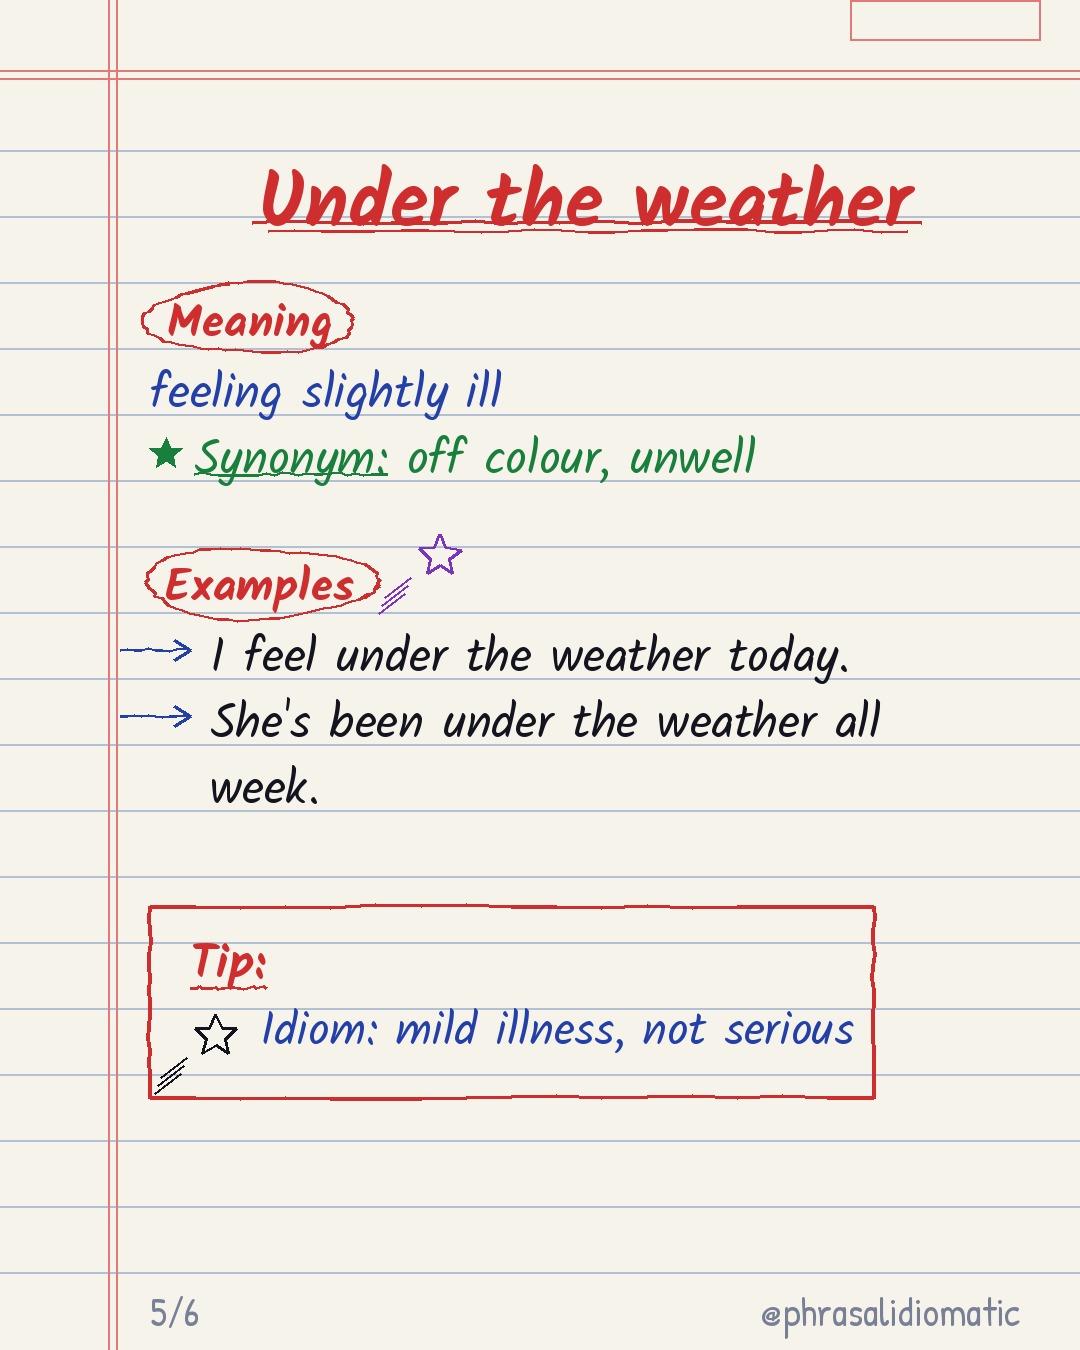 Under the weather
Meaning
feeling slightly ill
Synonym: off colour, unwell
Examples
I feel under the weather today.
She's been under the weather all
week.
Tip:
Idiom: mild illness, not serious
5/6
@phrasalidiomatic